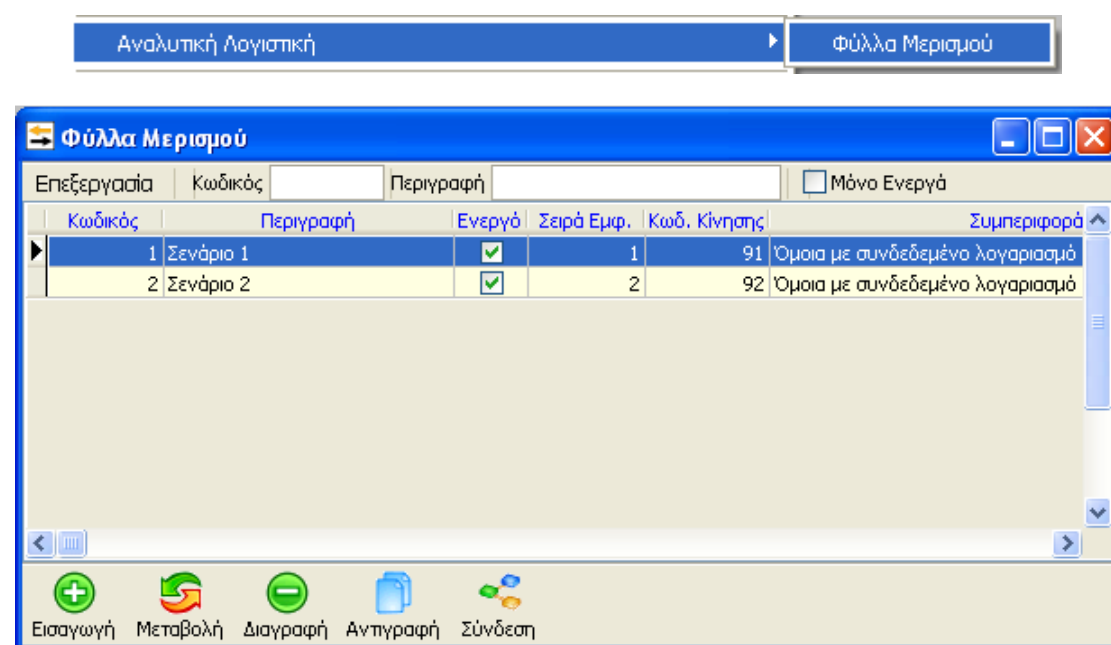 Αναλυτική Λογιστική Φύλλα Μερισμού
Φύλλα Μερισμού
Επεξεργασία Κωδικός Περιγραφή Μόνο Ενεργά
Κωδικός Περιγραφή Ενεργό Σειρά Εμφ. Κωδ. Κίνησης Συμπεριφορά
1 Σενάριο 1 1 91 Όμοια με συνδεδεμένο λογαριασμό
2 Σενάριο 2 2 92 Όμοια με συνδεδεμένο λογαριασμό
Εισαγωγή Μεταβολή Διαγραφή Αντιγραφή Σύνδεση